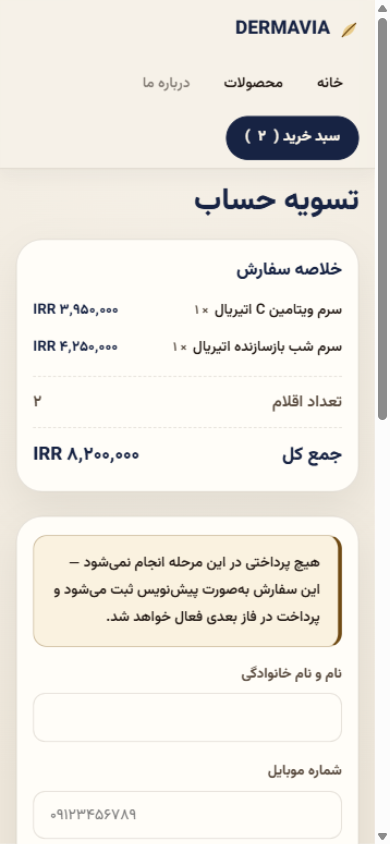 DERMAVIA
خانه محصولات درباره ما
سبد خرید ( ۲ )
تسویه حساب
خلاصه سفارش
سرم ویتامین C اتیریال × ۱ ۳,۹۵۰,۰۰۰ IRR
سرم شب بازسازنده اتیریال × ۱ ۴,۲۵۰,۰۰۰ IRR
تعداد اقلام ۲
جمع کل ۸,۲۰۰,۰۰۰ IRR
هیچ پرداختی در این مرحله انجام نمی‌شود —
این سفارش به‌صورت پیش‌نویس ثبت می‌شود و
پرداخت در فاز بعدی فعال خواهد شد.
نام و نام خانوادگی
شماره موبایل
۰۹۱۲۳۴۵۶۷۸۹